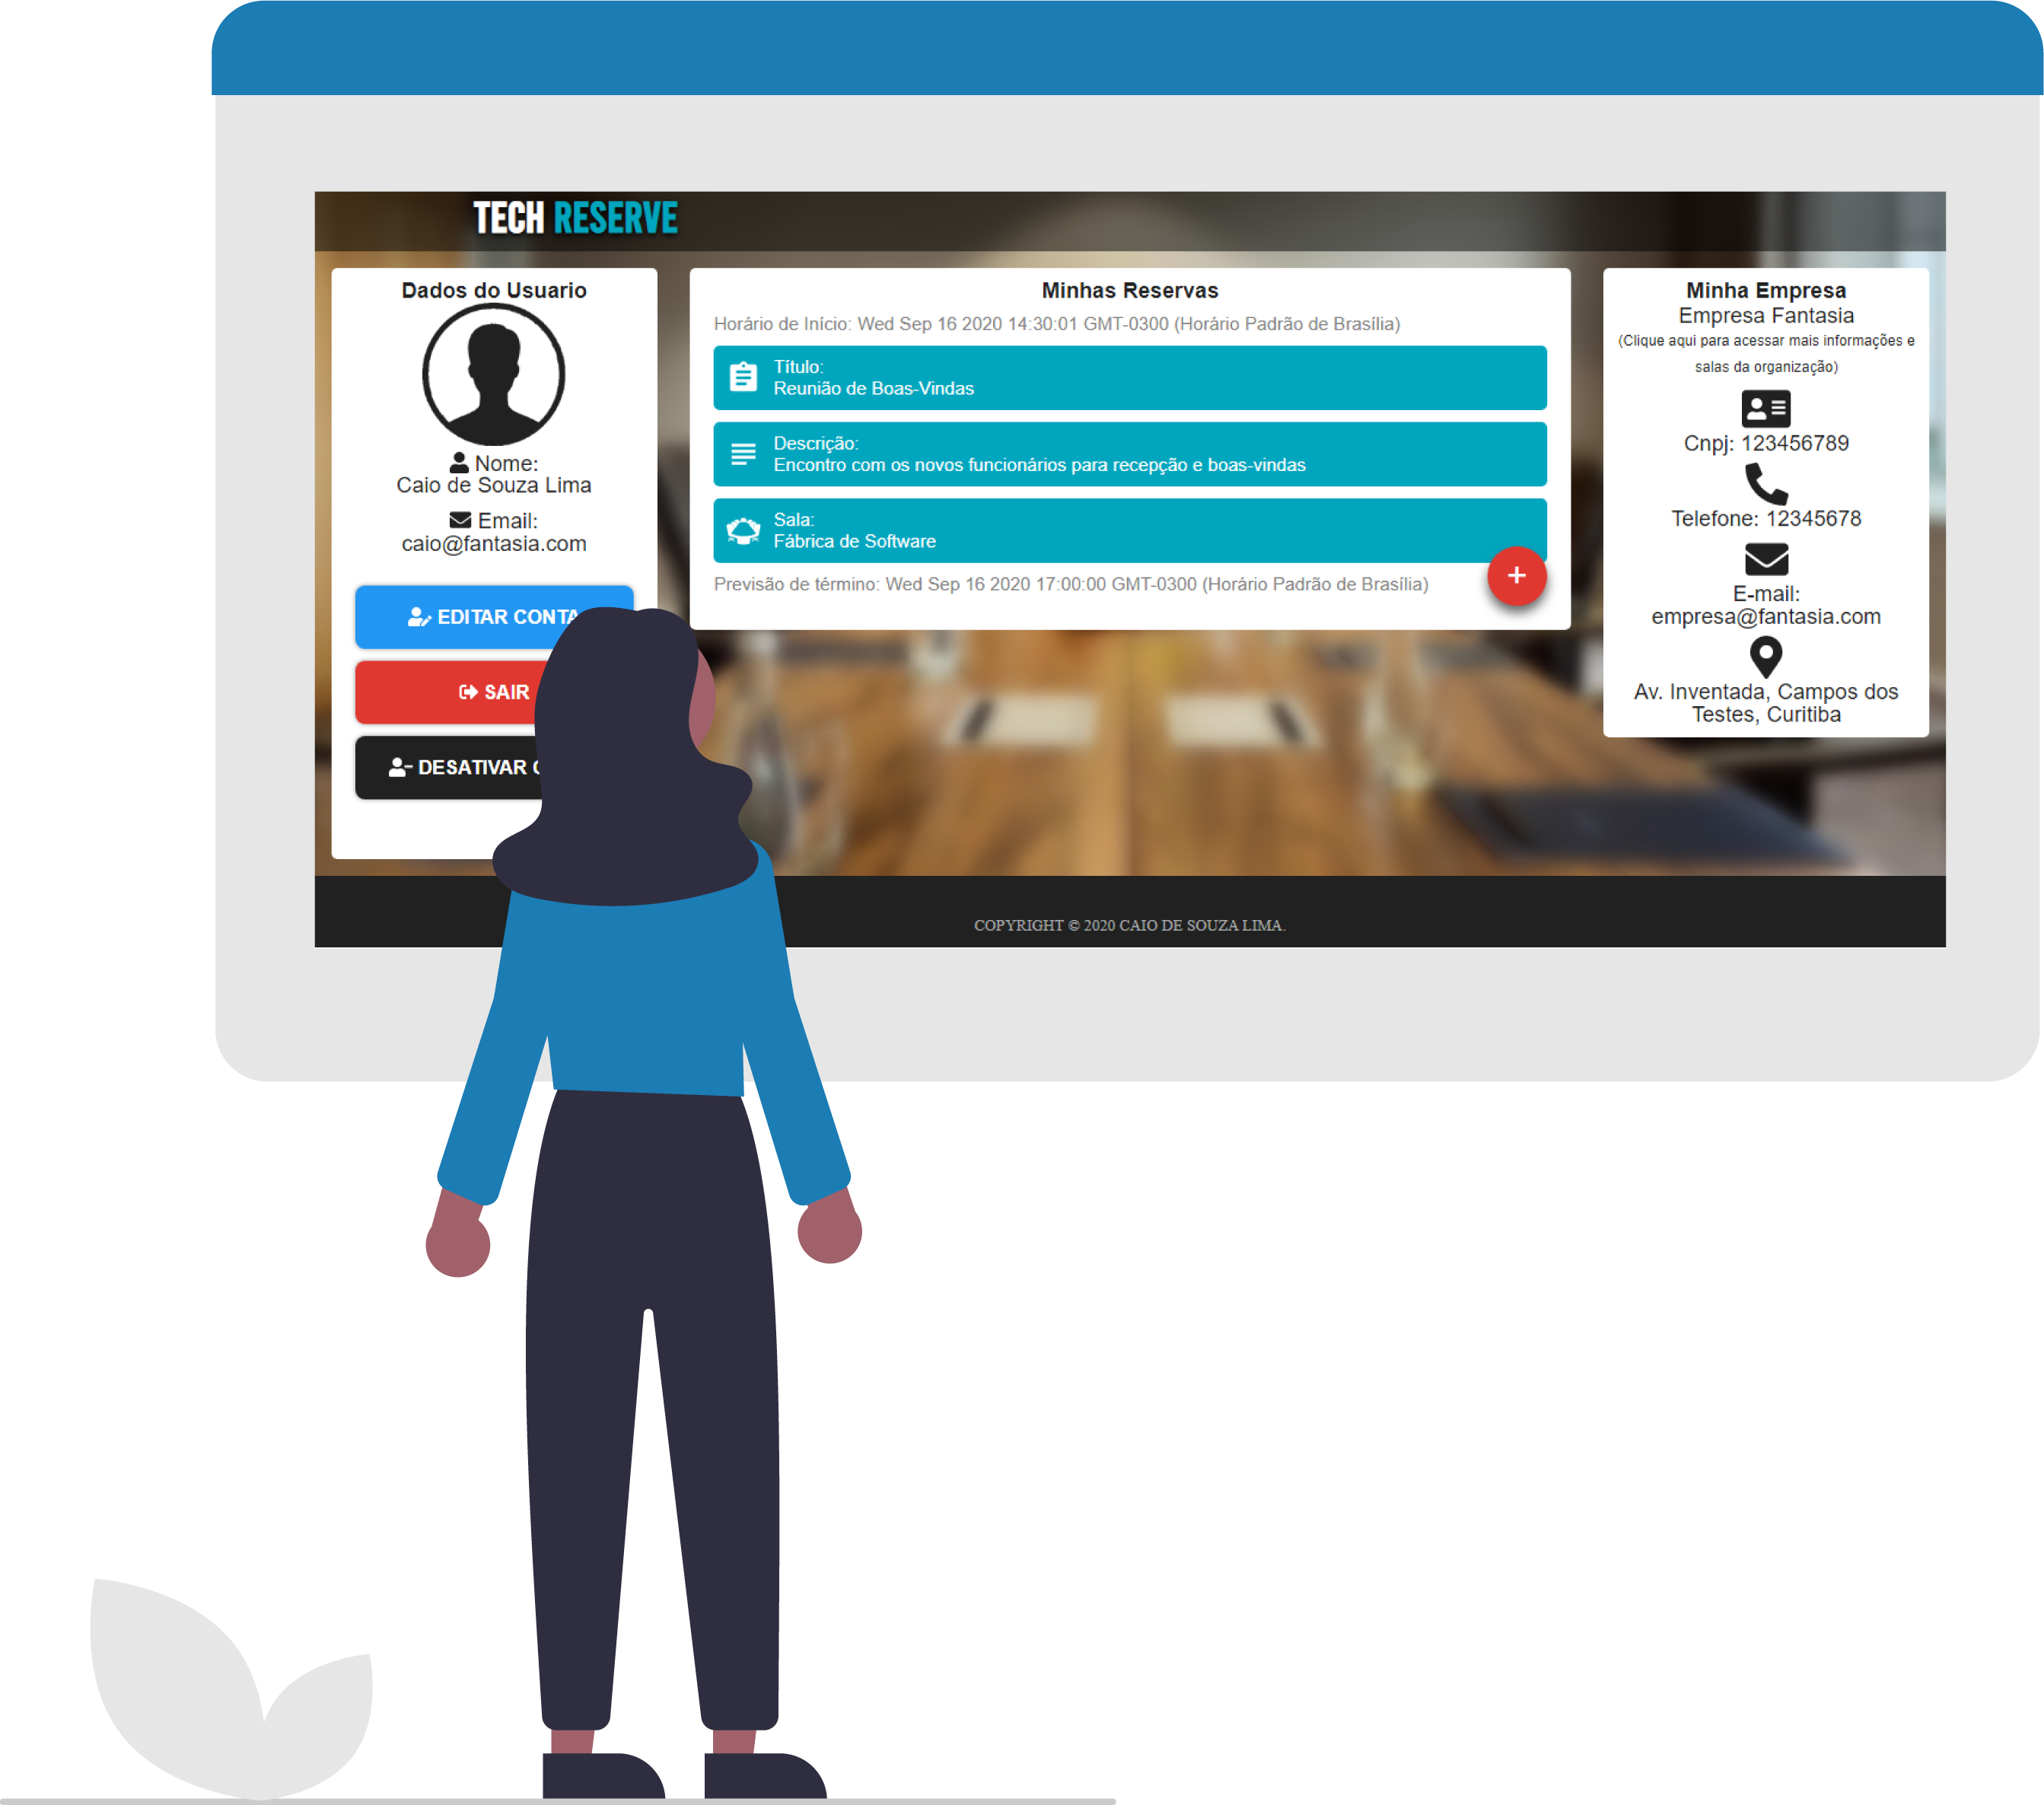 TECH RESERVE
Dados do Usuario
Nome:
Caio de Souza Lima
Email:
caio@fantasia.com
EDITAR CONTA
SAIR
DESATIVAR
Minhas Reservas
Horário de Início: Wed Sep 16 2020 14:30:01 GMT-0300 (Horário Padrão de Brasília)
Título:
Reunião de Boas-Vindas
Descrição:
Encontro com os novos funcionários para recepção e boas-vindas
Sala:
Fábrica de Software
Previsão de término: Wed Sep 16 2020 17:00:00 GMT-0300 (Horário Padrão de Brasília)
+
Minha Empresa
Empresa Fantasia
(Clique aqui para acessar mais informações e
salas da organização)
Cnpj: 123456789
Telefone: 12345678
E-mail:
empresa@fantasia.com
Av. Inventada, Campos dos
Testes, Curitiba
COPYRIGHT © 2020 CAIO DE SOUZA LIMA.